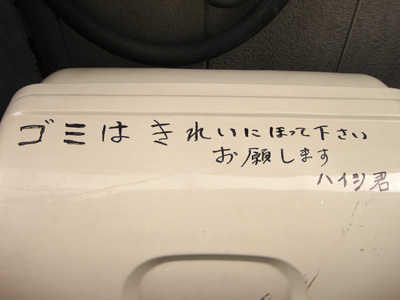 ゴミはきれいにほって下さい
お願します
ハイジ君